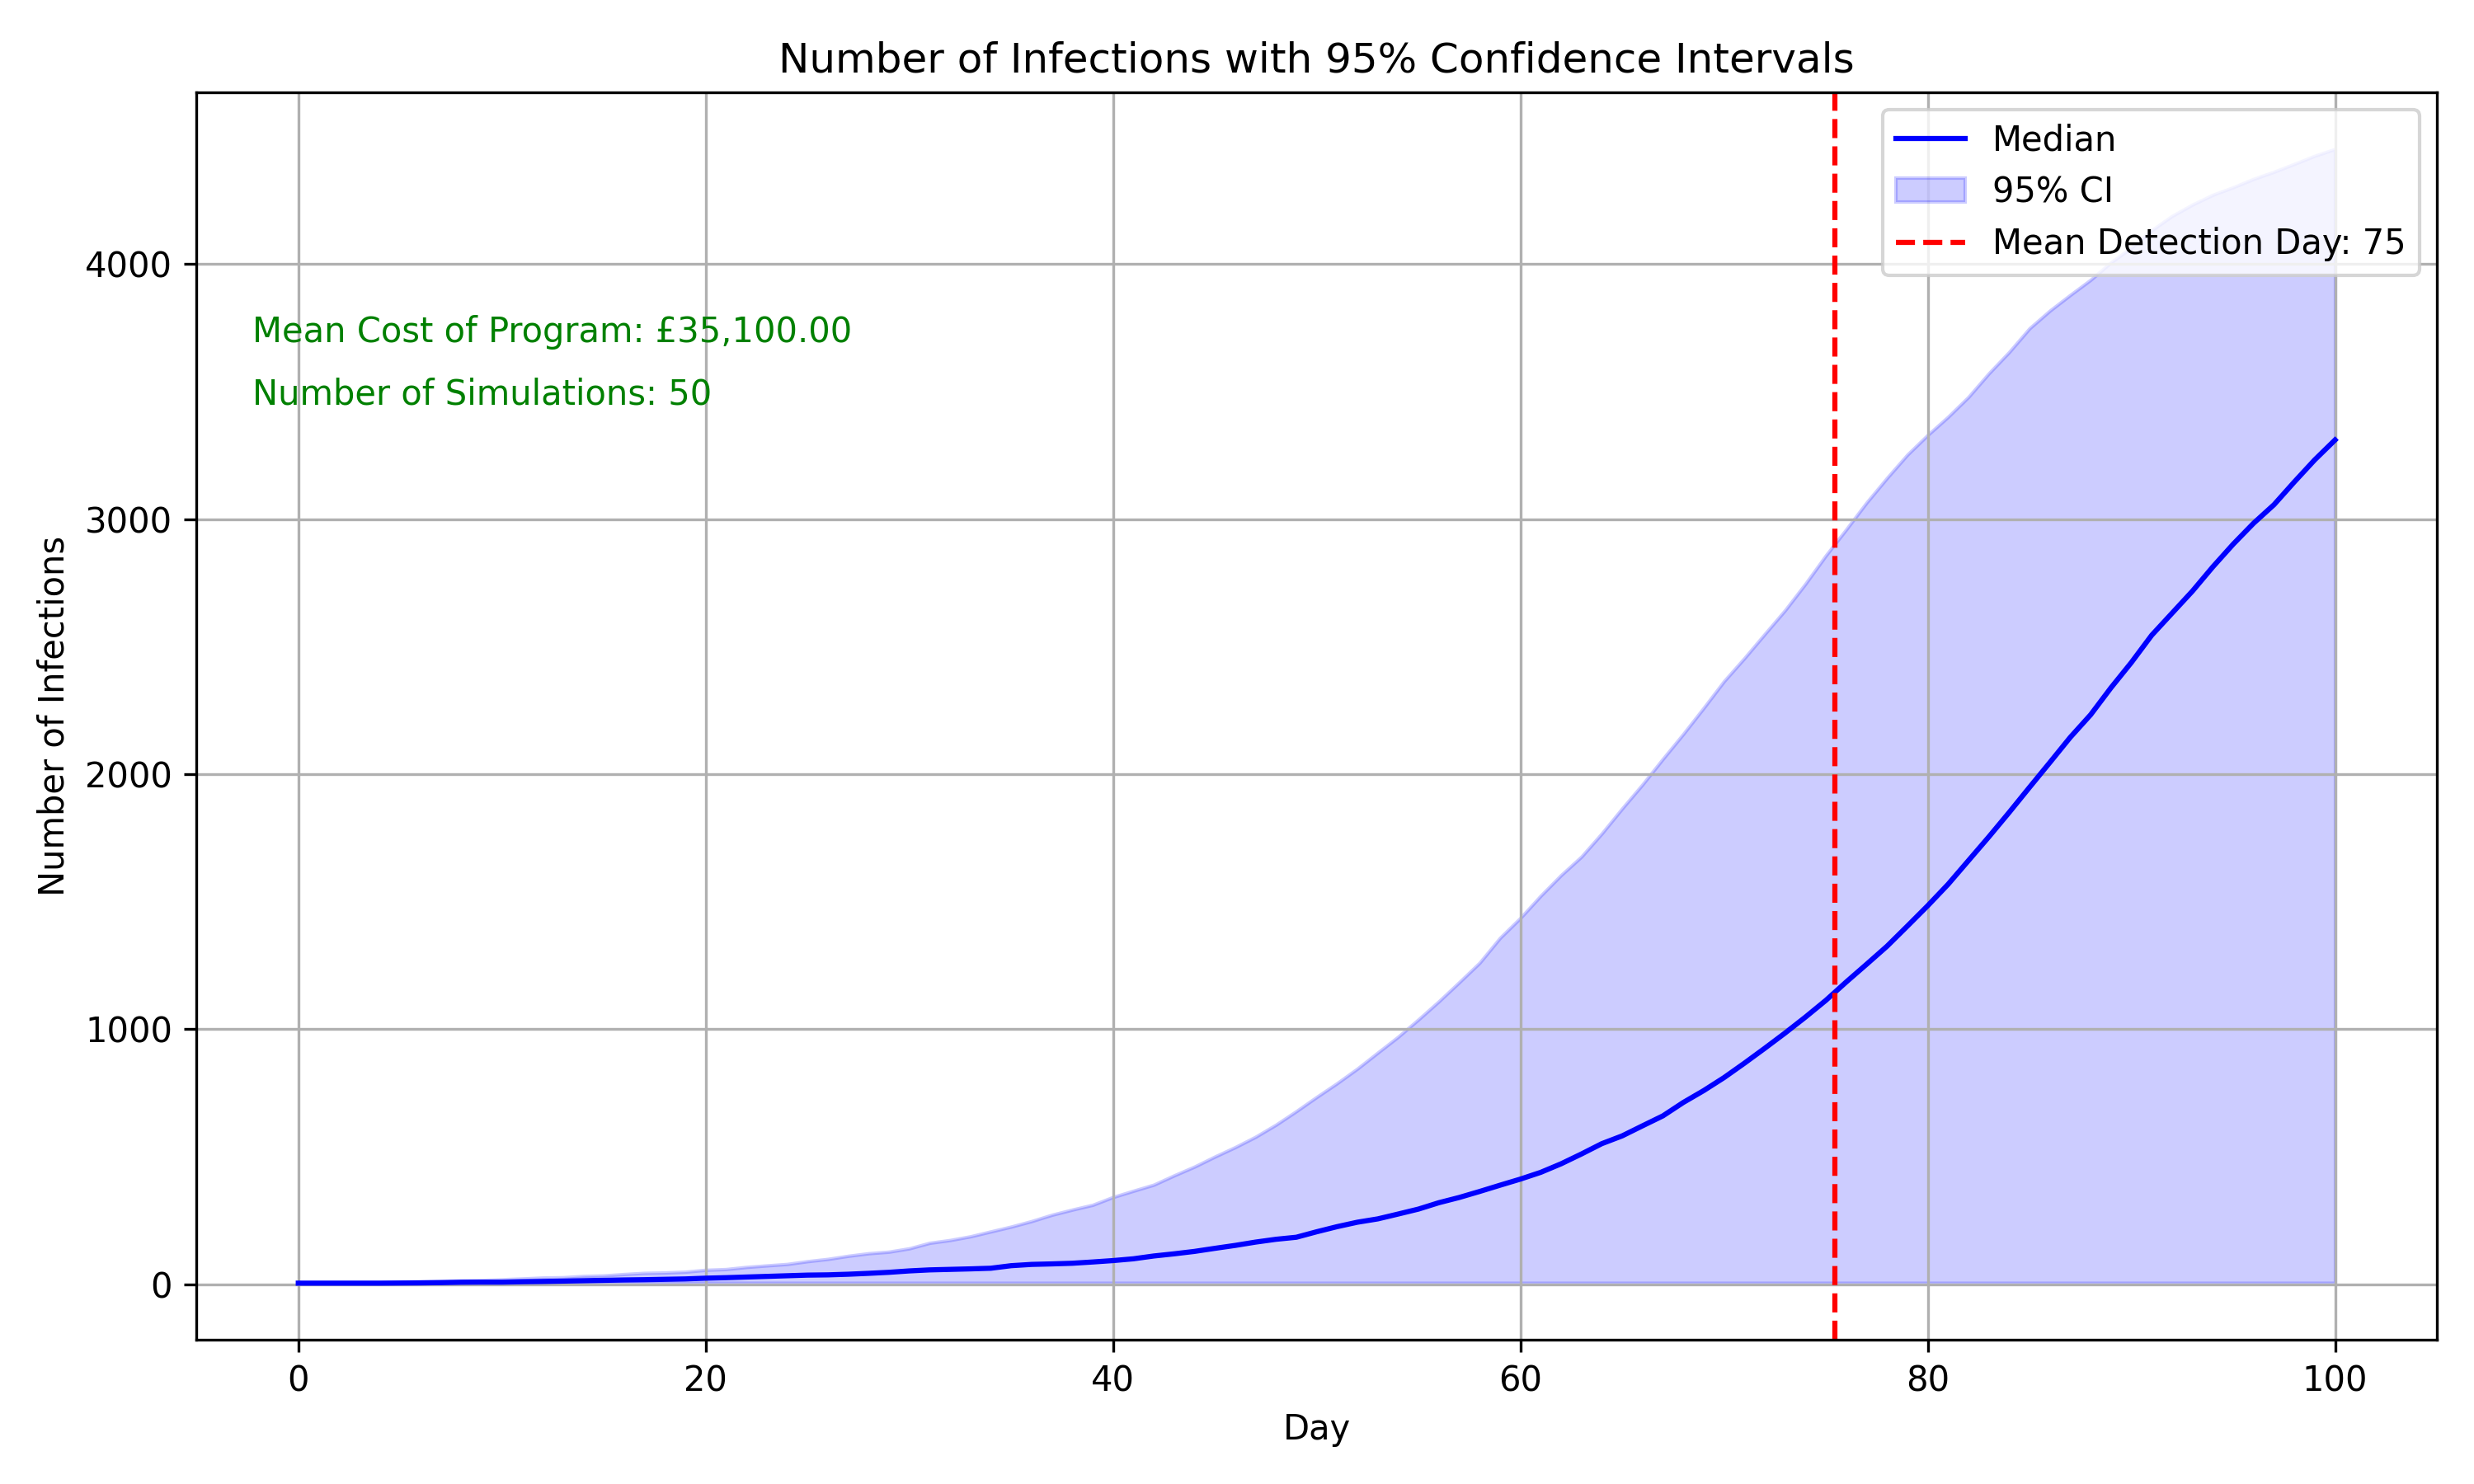 Number of Infections with 95% Confidence Intervals
Median
95% CI
Mean Detection Day: 75
Mean Cost of Program: £35,100.00
Number of Simulations: 50
Number of Infections
4000
3000
2000
1000
0
0 20 40 60 80 100
Day